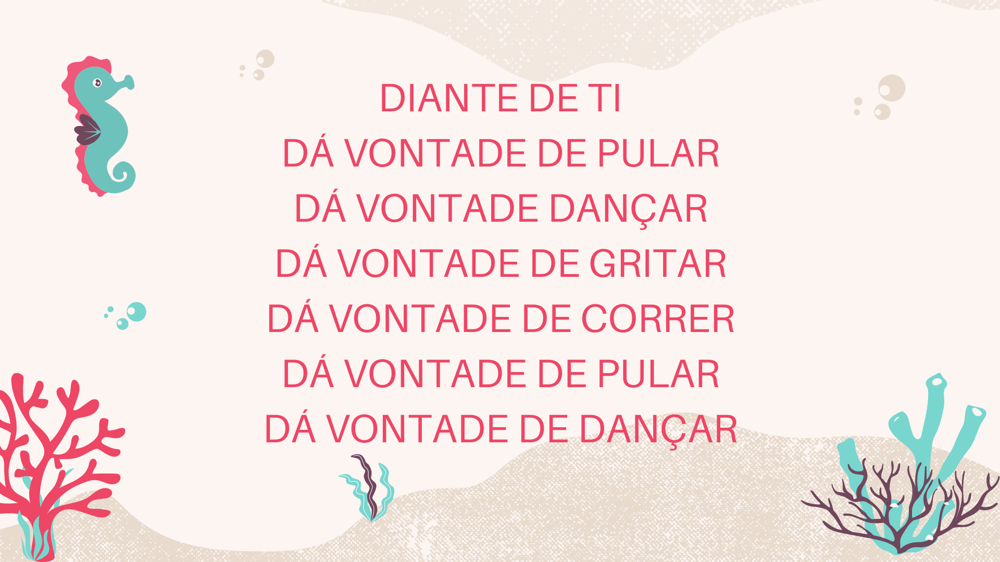 DIANTE DE TI
DÁ VONTADE DE PULAR
DÁ VONTADE DANÇAR
DÁ VONTADE DE GRITAR
DÁ VONTADE DE CORRER
DÁ VONTADE DE PULAR
DÁ VONTADE DE DANÇAR